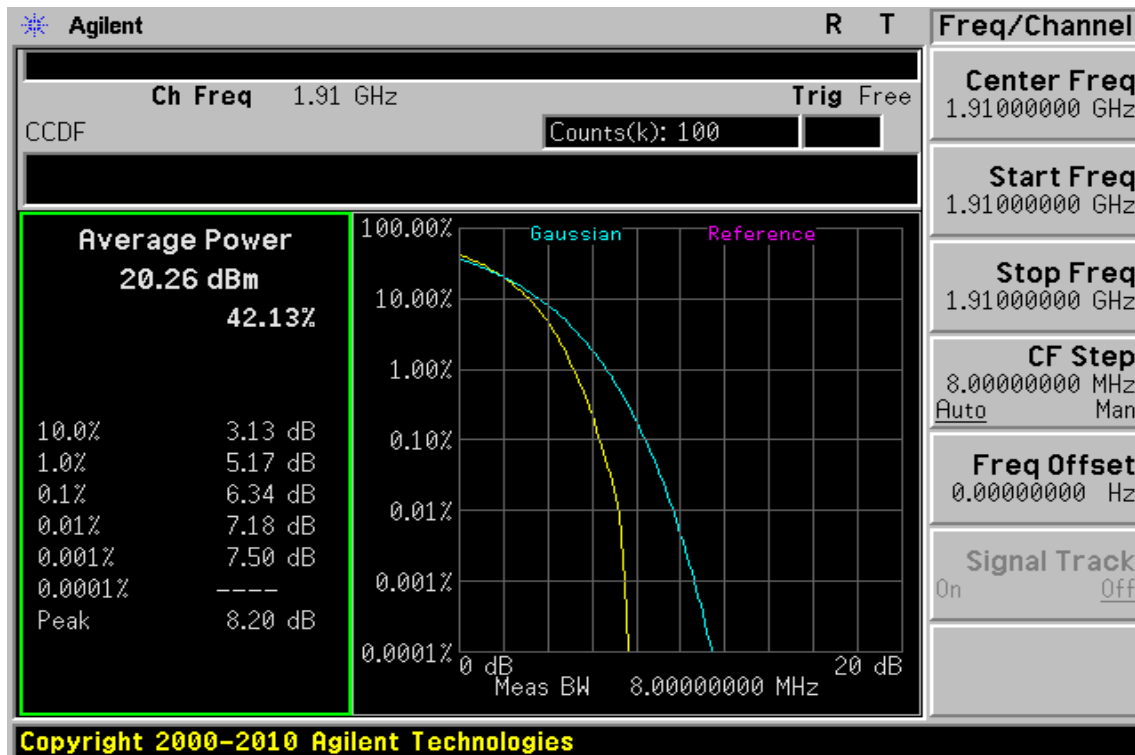 Agilent R T
Ch Freq 1.91 GHz Trig Free
CCDF Counts(k): 100
Average Power
20.26 dBm
42.13%
10.0% 3.13 dB
1.0% 5.17 dB
0.1% 6.34 dB
0.01% 7.18 dB
0.001% 7.50 dB
0.0001% ----
Peak 8.20 dB
Gaussian Reference
100.00%
10.00%
1.00%
0.10%
0.01%
0.001%
0.0001%
0 dB 20 dB
Meas BW 8.00000000 MHz
Freq/Channel
Center Freq
1.91000000 GHz
Start Freq
1.91000000 GHz
Stop Freq
1.91000000 GHz
CF Step
8.00000000 MHz
Auto Man
Freq Offset
0.00000000 Hz
Signal Track
On Off
Copyright 2000-2010 Agilent Technologies